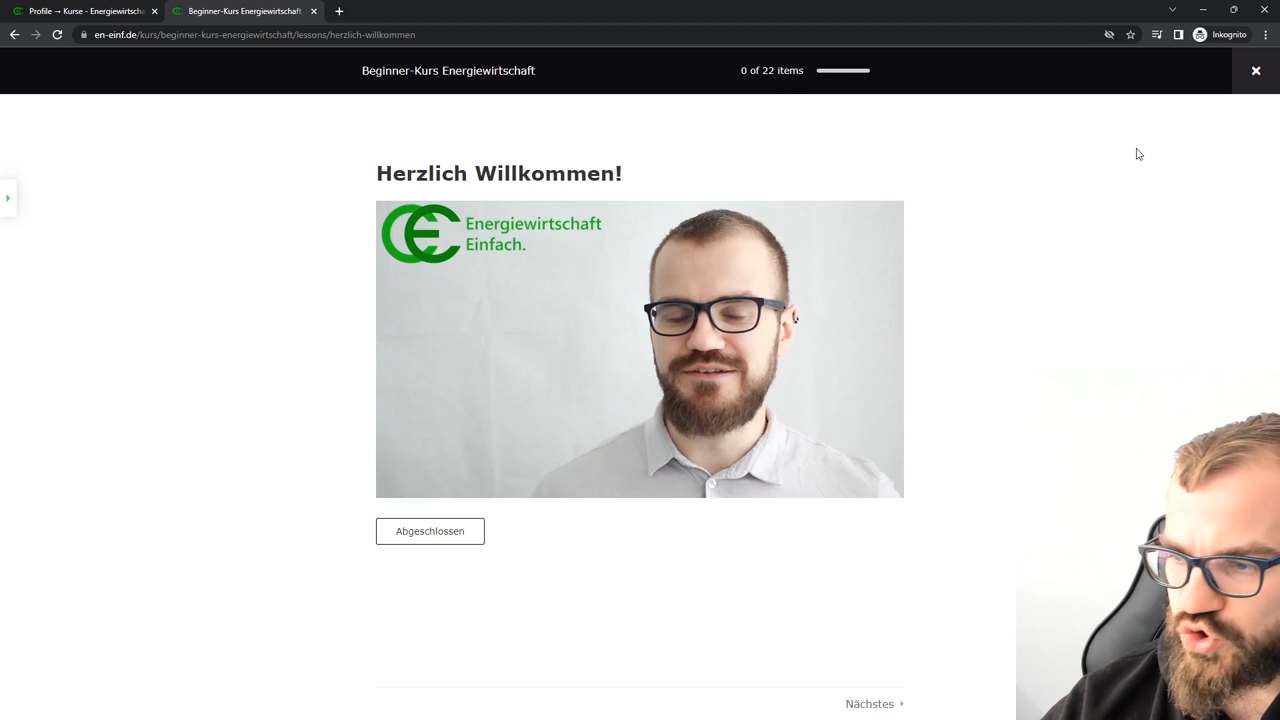 Profile → Kurse - Energiewirtscha
Beginner-Kurs Energiewirtschaft
en-einf.de/kurs/beginner-kurs-energiewirtschaft/lessons/herzlich-willkommen
Inkognito
Beginner-Kurs Energiewirtschaft
0 of 22 items
Herzlich Willkommen!
Energiewirtschaft
Einfach.
Abgeschlossen
Nächstes